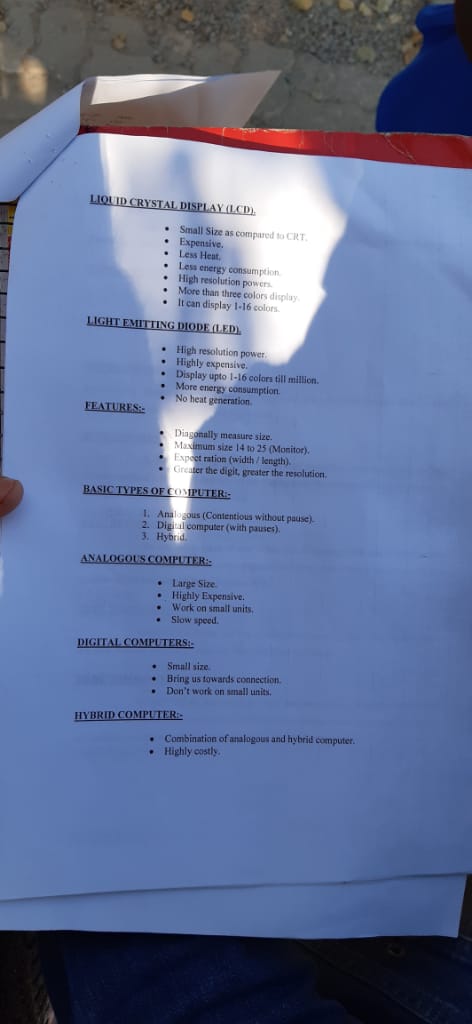 LIQUID CRYSTAL DISPLAY (LCD).
• Small Size as compared to CRT.
• Expensive.
• Less Heat.
• Less energy consumption.
• High resolution powers.
• More than three colors display.
• It can display 1-16 colors.
LIGHT EMITTING DIODE (LED).
• High resolution power.
• Highly expensive.
• Display upto 1-16 colors till million.
• More energy consumption.
• No heat generation.
FEATURES:-
• Diagonally measure size.
• Maximum size 14 to 25 (Monitor).
• Expect ration (width / length).
• Greater the digit, greater the resolution.
BASIC TYPES OF COMPUTER:-
1. Analogous (Contentious without pause).
2. Digital computer (with pauses).
3. Hybrid.
ANALOGOUS COMPUTER:-
• Large Size.
• Highly Expensive.
• Work on small units.
• Slow speed.
DIGITAL COMPUTERS:-
• Small size.
• Bring us towards connection.
• Don't work on small units.
HYBRID COMPUTER:-
• Combination of analogous and hybrid computer.
• Highly costly.